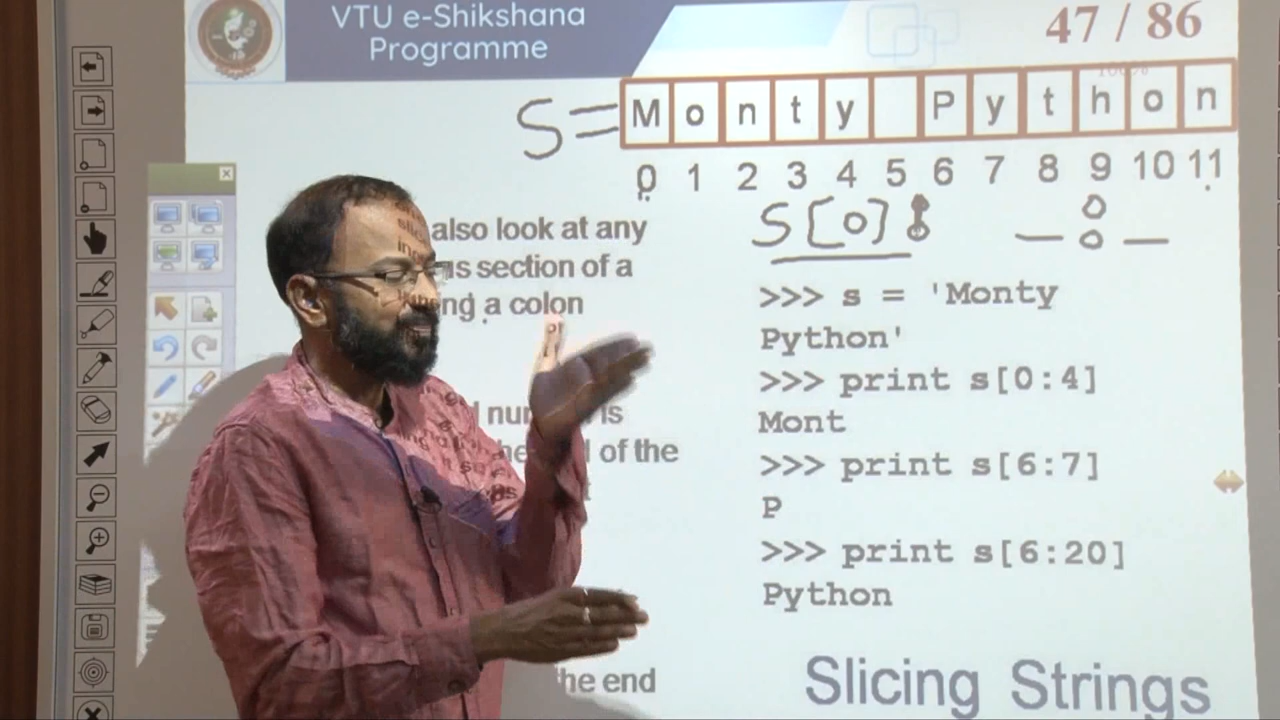 VTU e-Shikshana
Programme
47 / 86
S= M o n t y P y t h o n
0 1 2 3 4 5 6 7 8 9 10 11
S[0]:
_:_
also look at any
us section of a
a colon
is
of the
he end
>>> s = 'Monty
Python'
>>> print s[0:4]
Mont
>>> print s[6:7]
P
>>> print s[6:20]
Python
Slicing Strings